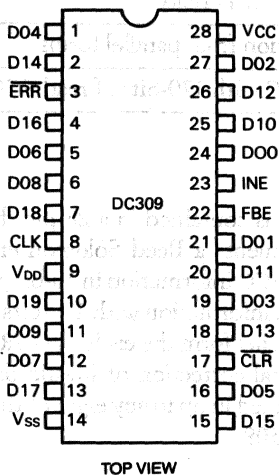 D04 1 28 VCC
D14 2 27 D02
ERR 3 26 D12
D16 4 25 D10
D06 5 24 D00
D08 6 23 INE
DC309
D18 7 22 FBE
CLK 8 21 D01
VDD 9 20 D11
D19 10 19 D03
D09 11 18 D13
D07 12 17 CLR
D17 13 16 D05
VSS 14 15 D15
TOP VIEW